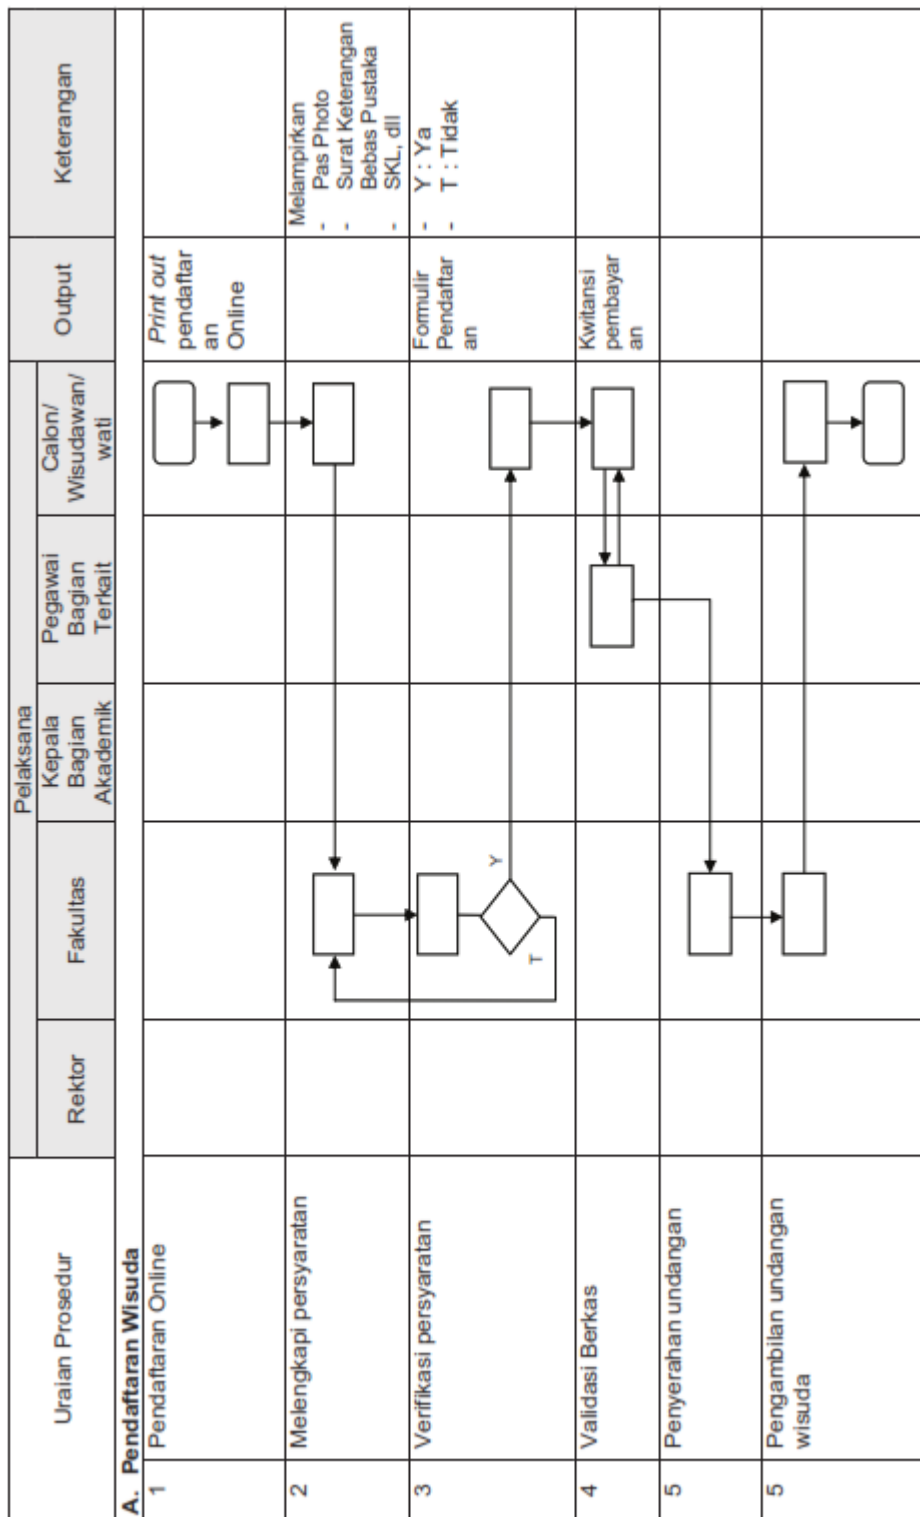 Uraian Prosedur
Pelaksana
Output
Keterangan
Rektor
Fakultas
Kepala
Bagian
Akademik
Pegawai
Bagian
Terkait
Calon/
Wisudawan/
wati
A. Pendaftaran Wisuda
1
Pendaftaran Online
Print out
pendaftar
an
Online
2
Melengkapi persyaratan
Melampirkan
- Pas Photo
- Surat Keterangan
Bebas Pustaka
- SKL, dll
3
Verifikasi persyaratan
Y
T
Formulir
Pendaftar
an
- Y : Ya
- T : Tidak
4
Validasi Berkas
Kwitansi
pembayar
an
5
Penyerahan undangan
5
Pengambilan undangan
wisuda